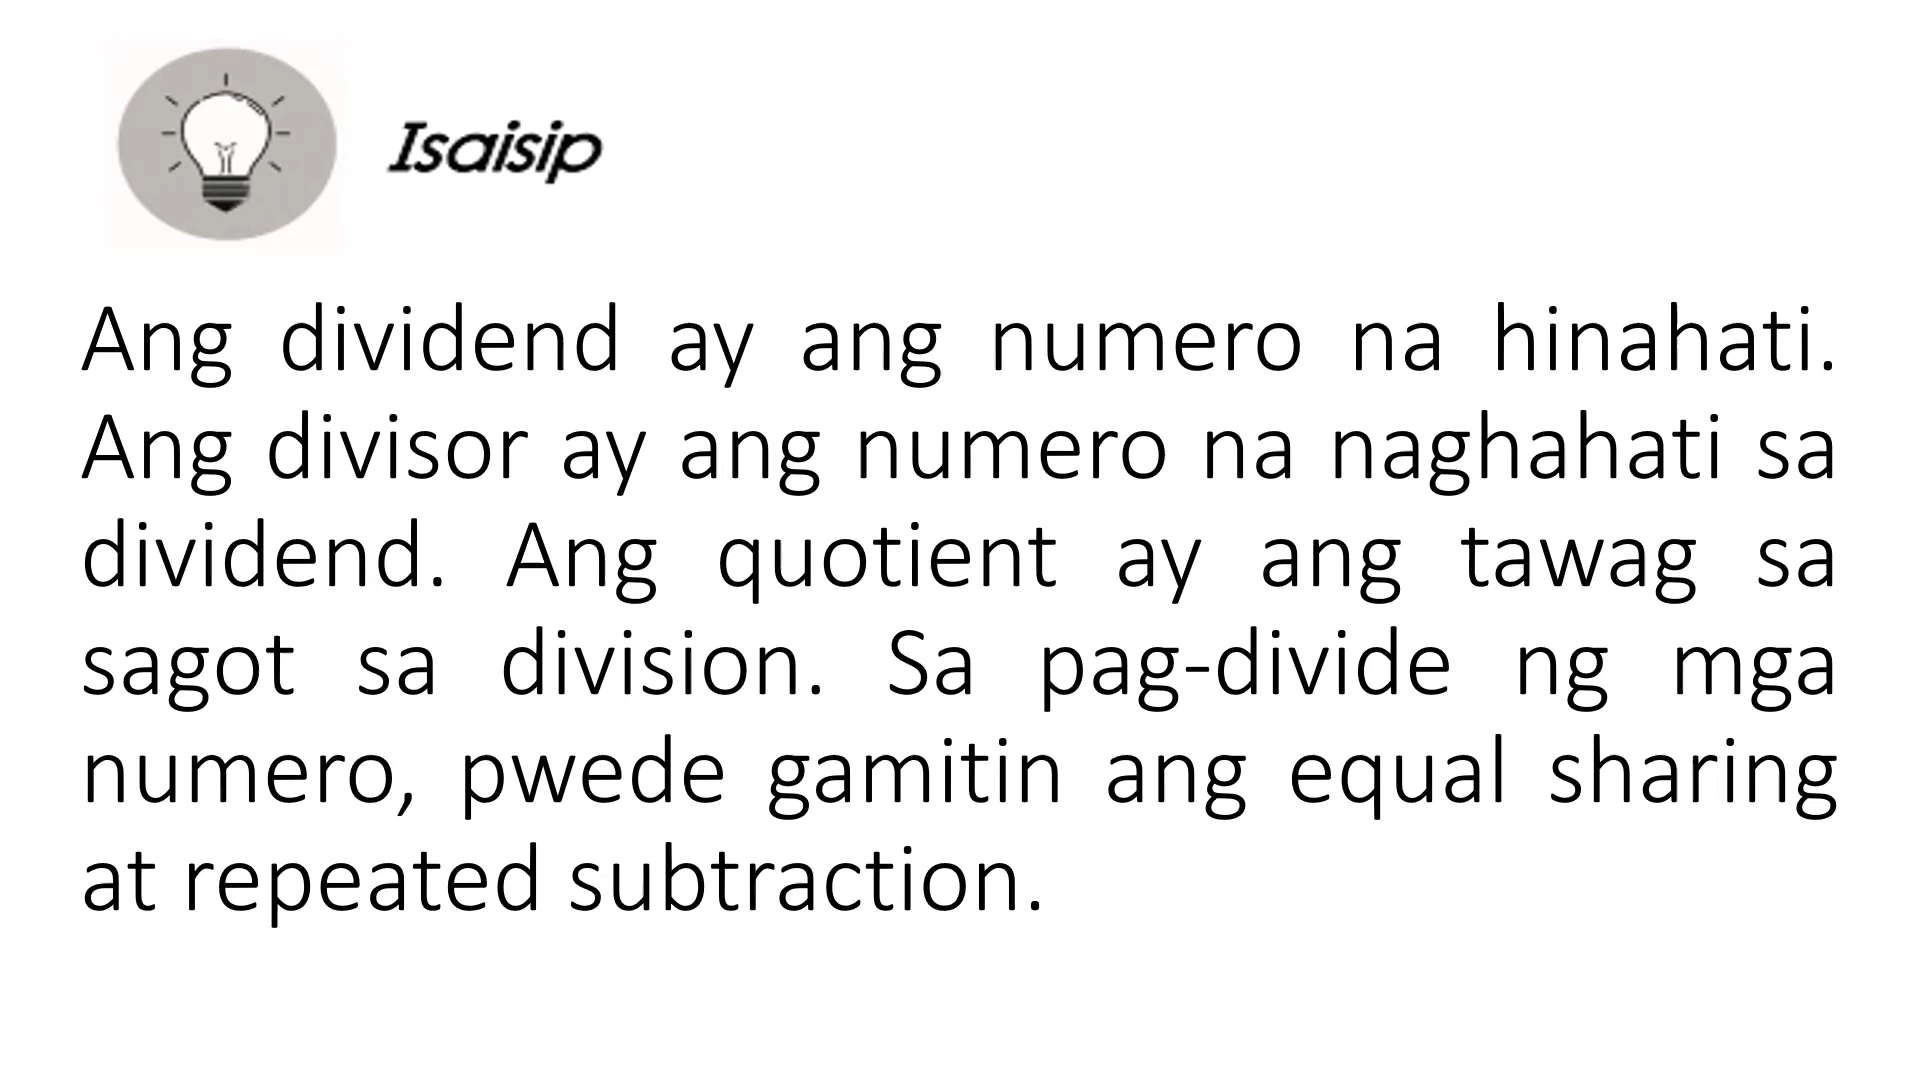 Isaisip
Ang dividend ay ang numero na hinahati.
Ang divisor ay ang numero na naghahati sa
dividend. Ang quotient ay ang tawag sa
sagot sa division. Sa pag-divide ng mga
numero, pwede gamitin ang equal sharing
at repeated subtraction.